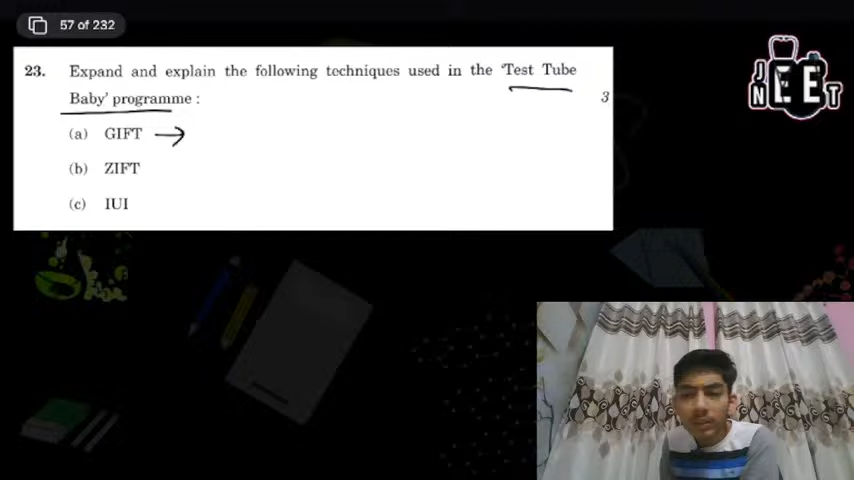 57 of 232
23. Expand and explain the following techniques used in the 'Test Tube
Baby' programme :
3
(a) GIFT →
(b) ZIFT
(c) IUI
J
NEET